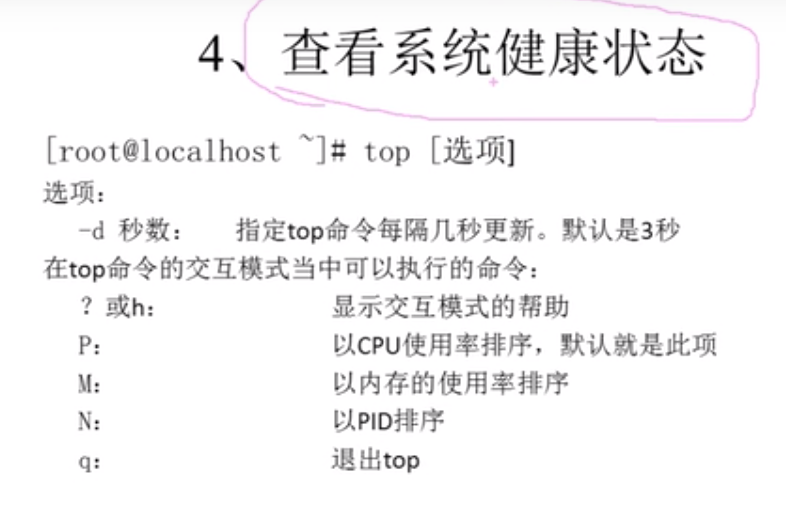 4、查看系统健康状态
[root@localhost ~]# top [选项]
选项：
-d 秒数： 指定top命令每隔几秒更新。默认是3秒
在top命令的交互模式当中可以执行的命令：
？或h： 显示交互模式的帮助
P： 以CPU使用率排序，默认就是此项
M： 以内存的使用率排序
N： 以PID排序
q： 退出top